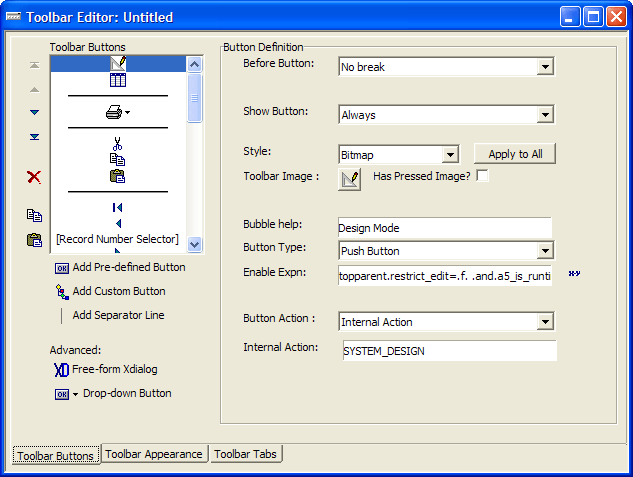 Toolbar Editor: Untitled
Toolbar Buttons
[Record Number Selector]
Add Pre-defined Button
Add Custom Button
Add Separator Line
Advanced:
Free-form Xdialog
Drop-down Button
Button Definition
Before Button: No break
Show Button: Always
Style: Bitmap Apply to All
Toolbar Image : Has Pressed Image?
Bubble help: Design Mode
Button Type: Push Button
Enable Expn: topparent.restrict_edit=.f. .and.a5_is_runti
Button Action : Internal Action
Internal Action: SYSTEM_DESIGN
Toolbar Buttons Toolbar Appearance Toolbar Tabs